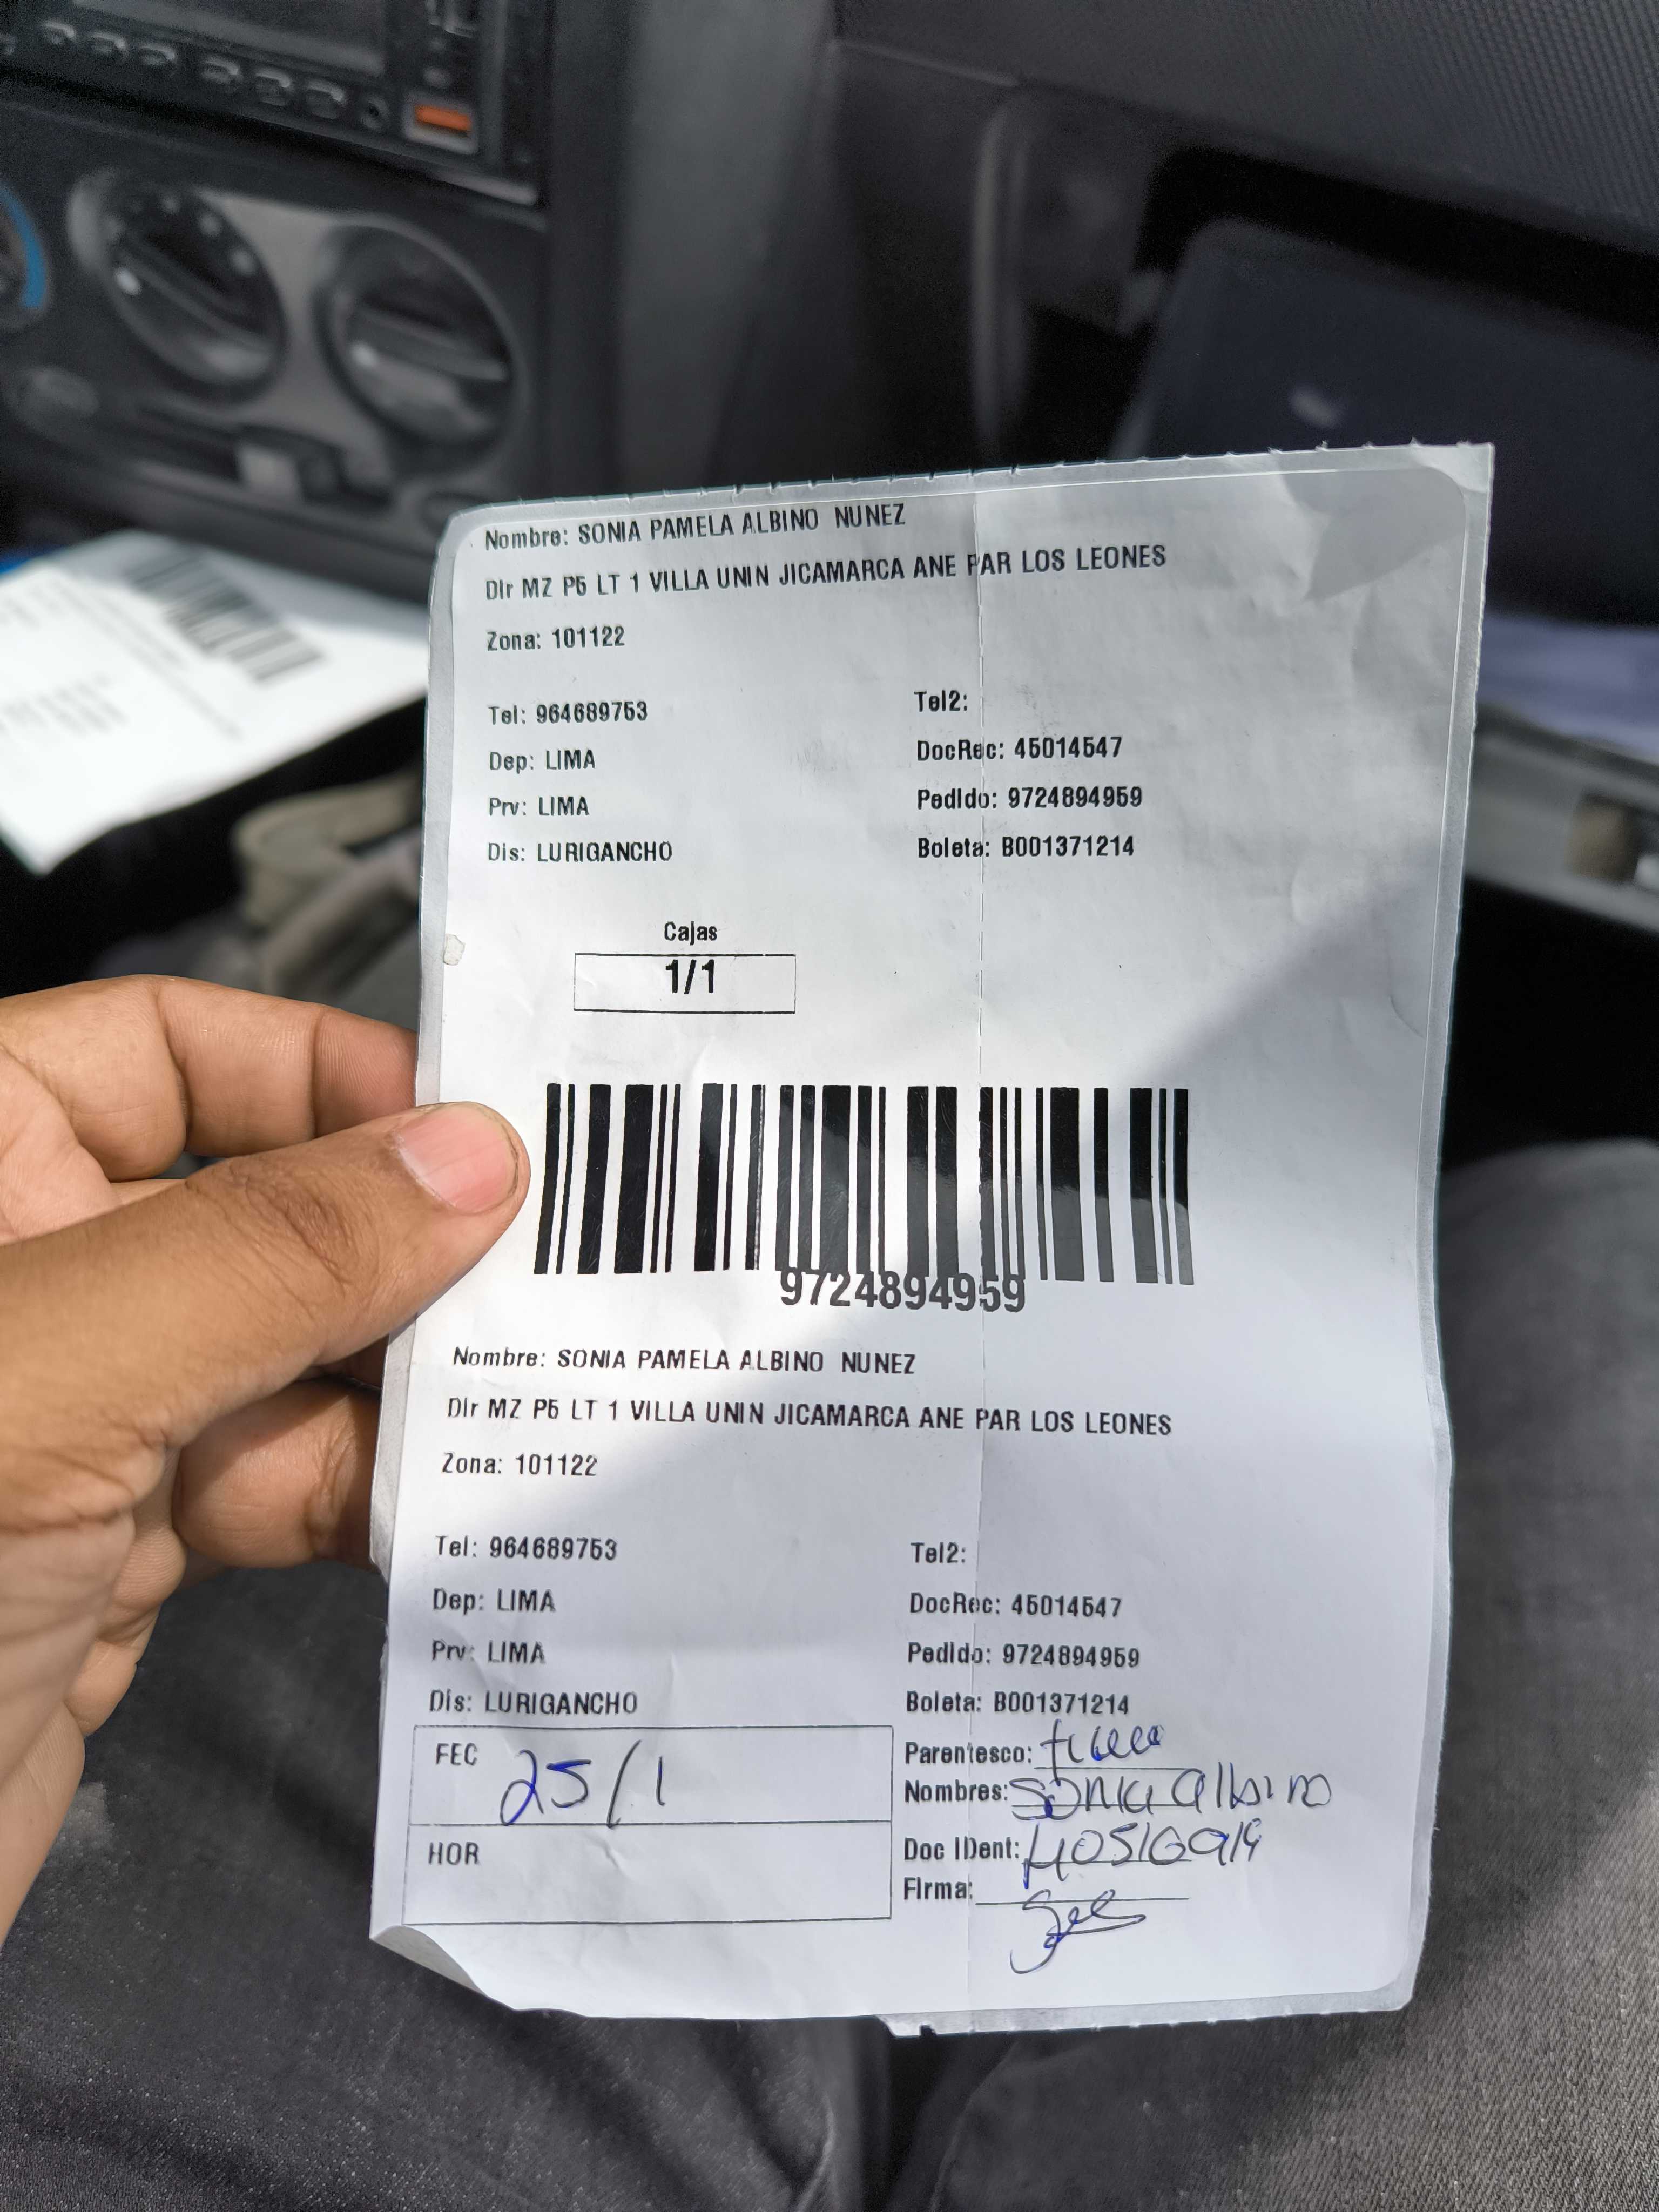 Nombre: SONIA PAMELA ALBINO NUNEZ
Dir MZ P5 LT 1 VILLA UNIN JICAMARCA ANE PAR LOS LEONES
Zona: 101122
Tel: 964689753 Tel2:
Dep: LIMA DocRec: 45014547
Prv: LIMA Pedido: 9724894959
Dis: LURIGANCHO Boleta: B001371214
Cajas
1/1
9724894959
Nombre: SONIA PAMELA ALBINO NUNEZ
Dir MZ P5 LT 1 VILLA UNIN JICAMARCA ANE PAR LOS LEONES
Zona: 101122
Tel: 964689753 Tel2:
Dep: LIMA DocRec: 45014547
Prv: LIMA Pedido: 9724894959
Dis: LURIGANCHO Boleta: B001371214
FEC 25/1 Parentesco:
Nombres: Sonia Albino
HOR Doc IDent:
Firma: